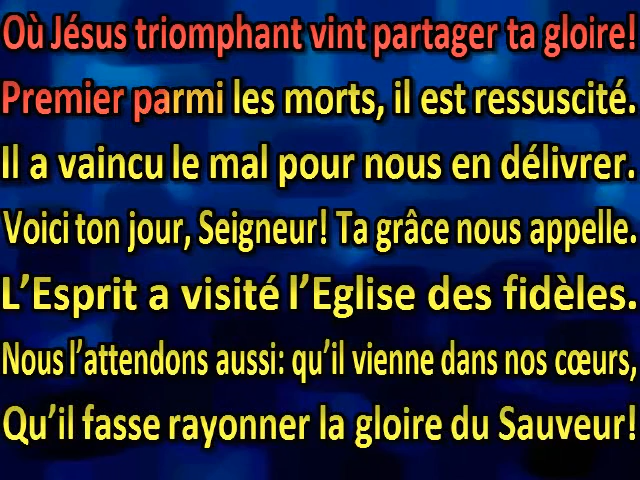 Où Jésus triomphant vint partager ta gloire!
Premier parmi les morts, il est ressuscité.
Il a vaincu le mal pour nous en délivrer.
Voici ton jour, Seigneur! Ta grâce nous appelle.
L’Esprit a visité l’Eglise des fidèles.
Nous l’attendons aussi: qu’il vienne dans nos cœurs,
Qu’il fasse rayonner la gloire du Sauveur!